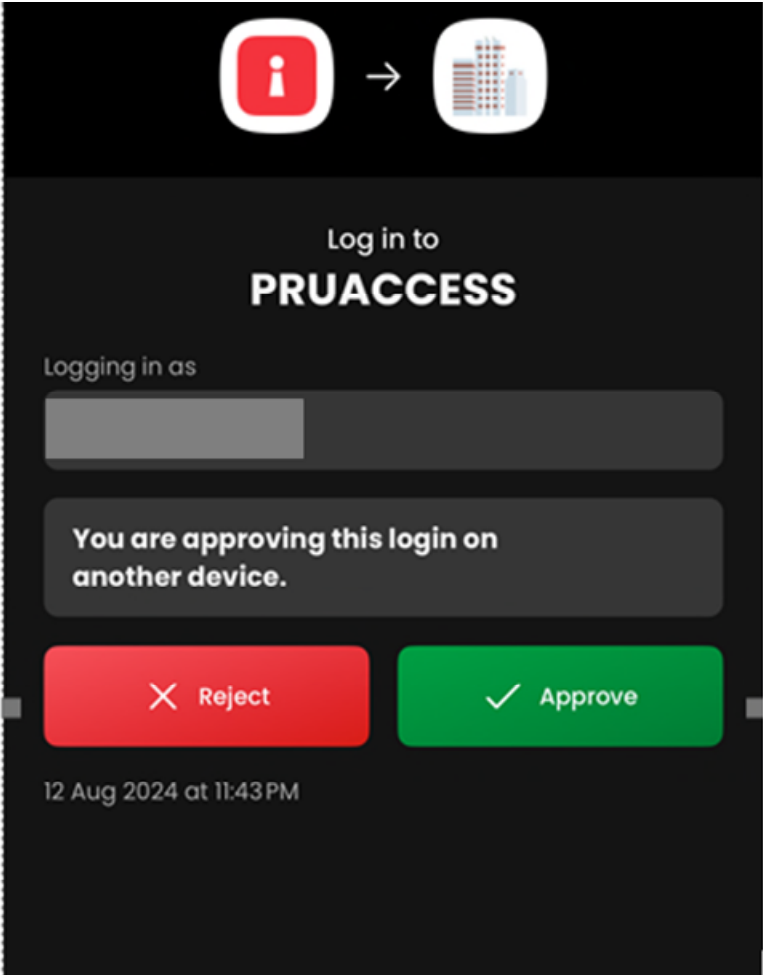 Log in to
PRUACCESS
Logging in as
You are approving this login on
another device.
Reject
Approve
12 Aug 2024 at 11:43 PM